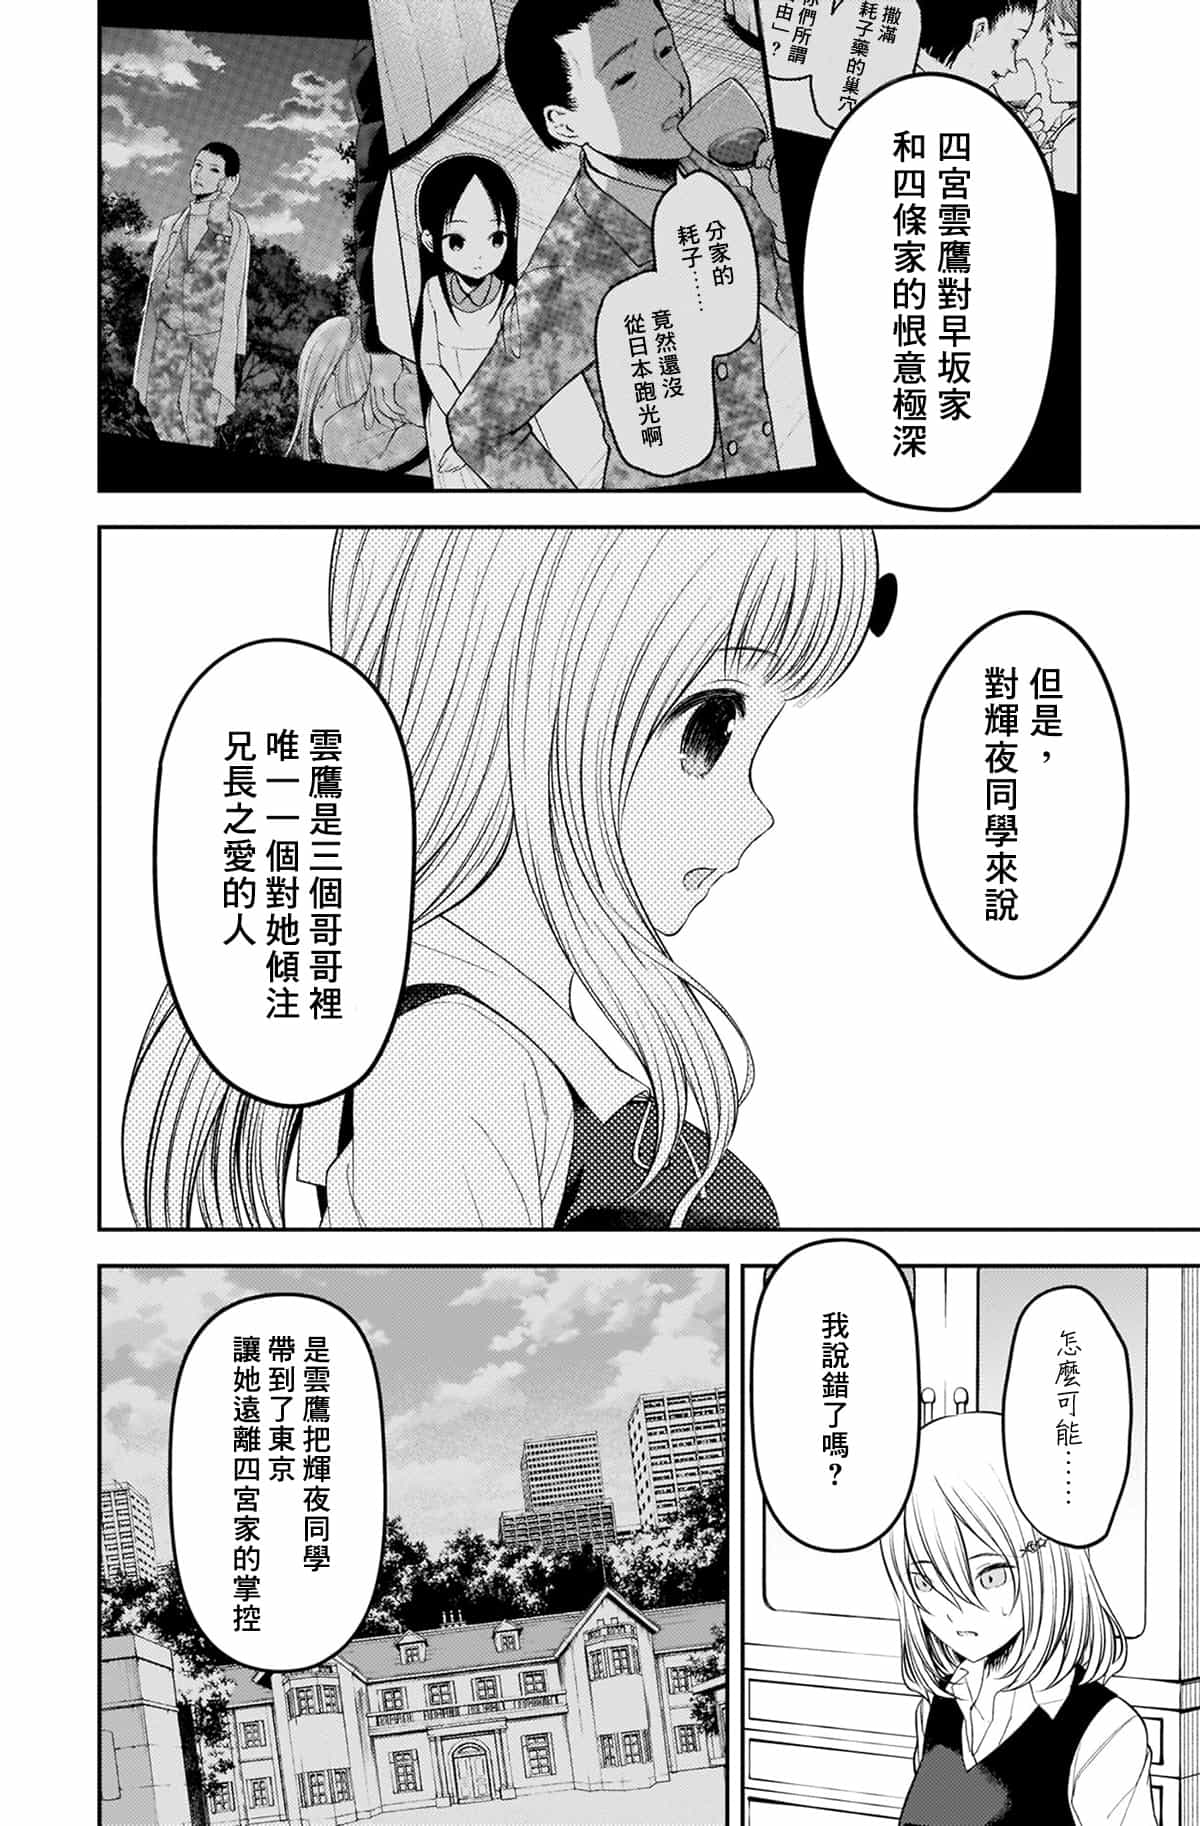 撒滿
耗子藥的巢穴
你們所謂
由」?
四宮雲鷹對早坂家
和四條家的恨意極深
分家的
耗子……
竟然還沒
從日本跑光啊
但是，
對輝夜同學來說
雲鷹是三個哥哥裡
唯一一個對她傾注
兄長之愛的人
怎麼可能……
我說錯了嗎?
是雲鷹把輝夜同學
帶到了東京
讓她遠離四宮家的掌控